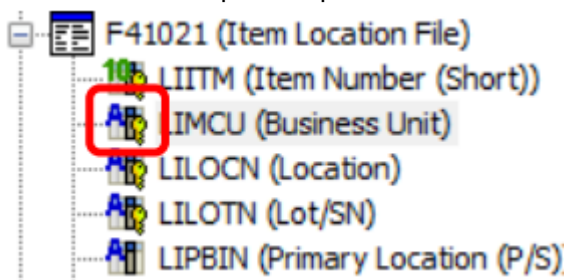 F41021 (Item Location File)
LIITM (Item Number (Short))
LIMCU (Business Unit)
LILOCN (Location)
LILOTN (Lot/SN)
LIPBIN (Primary Location (P/S))